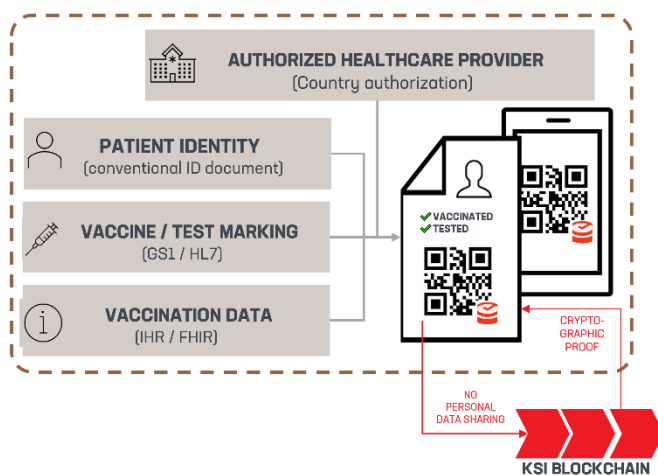 AUTHORIZED HEALTHCARE PROVIDER
(Country authorization)
PATIENT IDENTITY
(conventional ID document)
VACCINE / TEST MARKING
(GS1 / HL7)
VACCINATION DATA
(IHR / FHIR)
VACCINATED
TESTED
CRYPTO-
GRAPHIC
PROOF
NO
PERSONAL
DATA SHARING
KSI BLOCKCHAIN